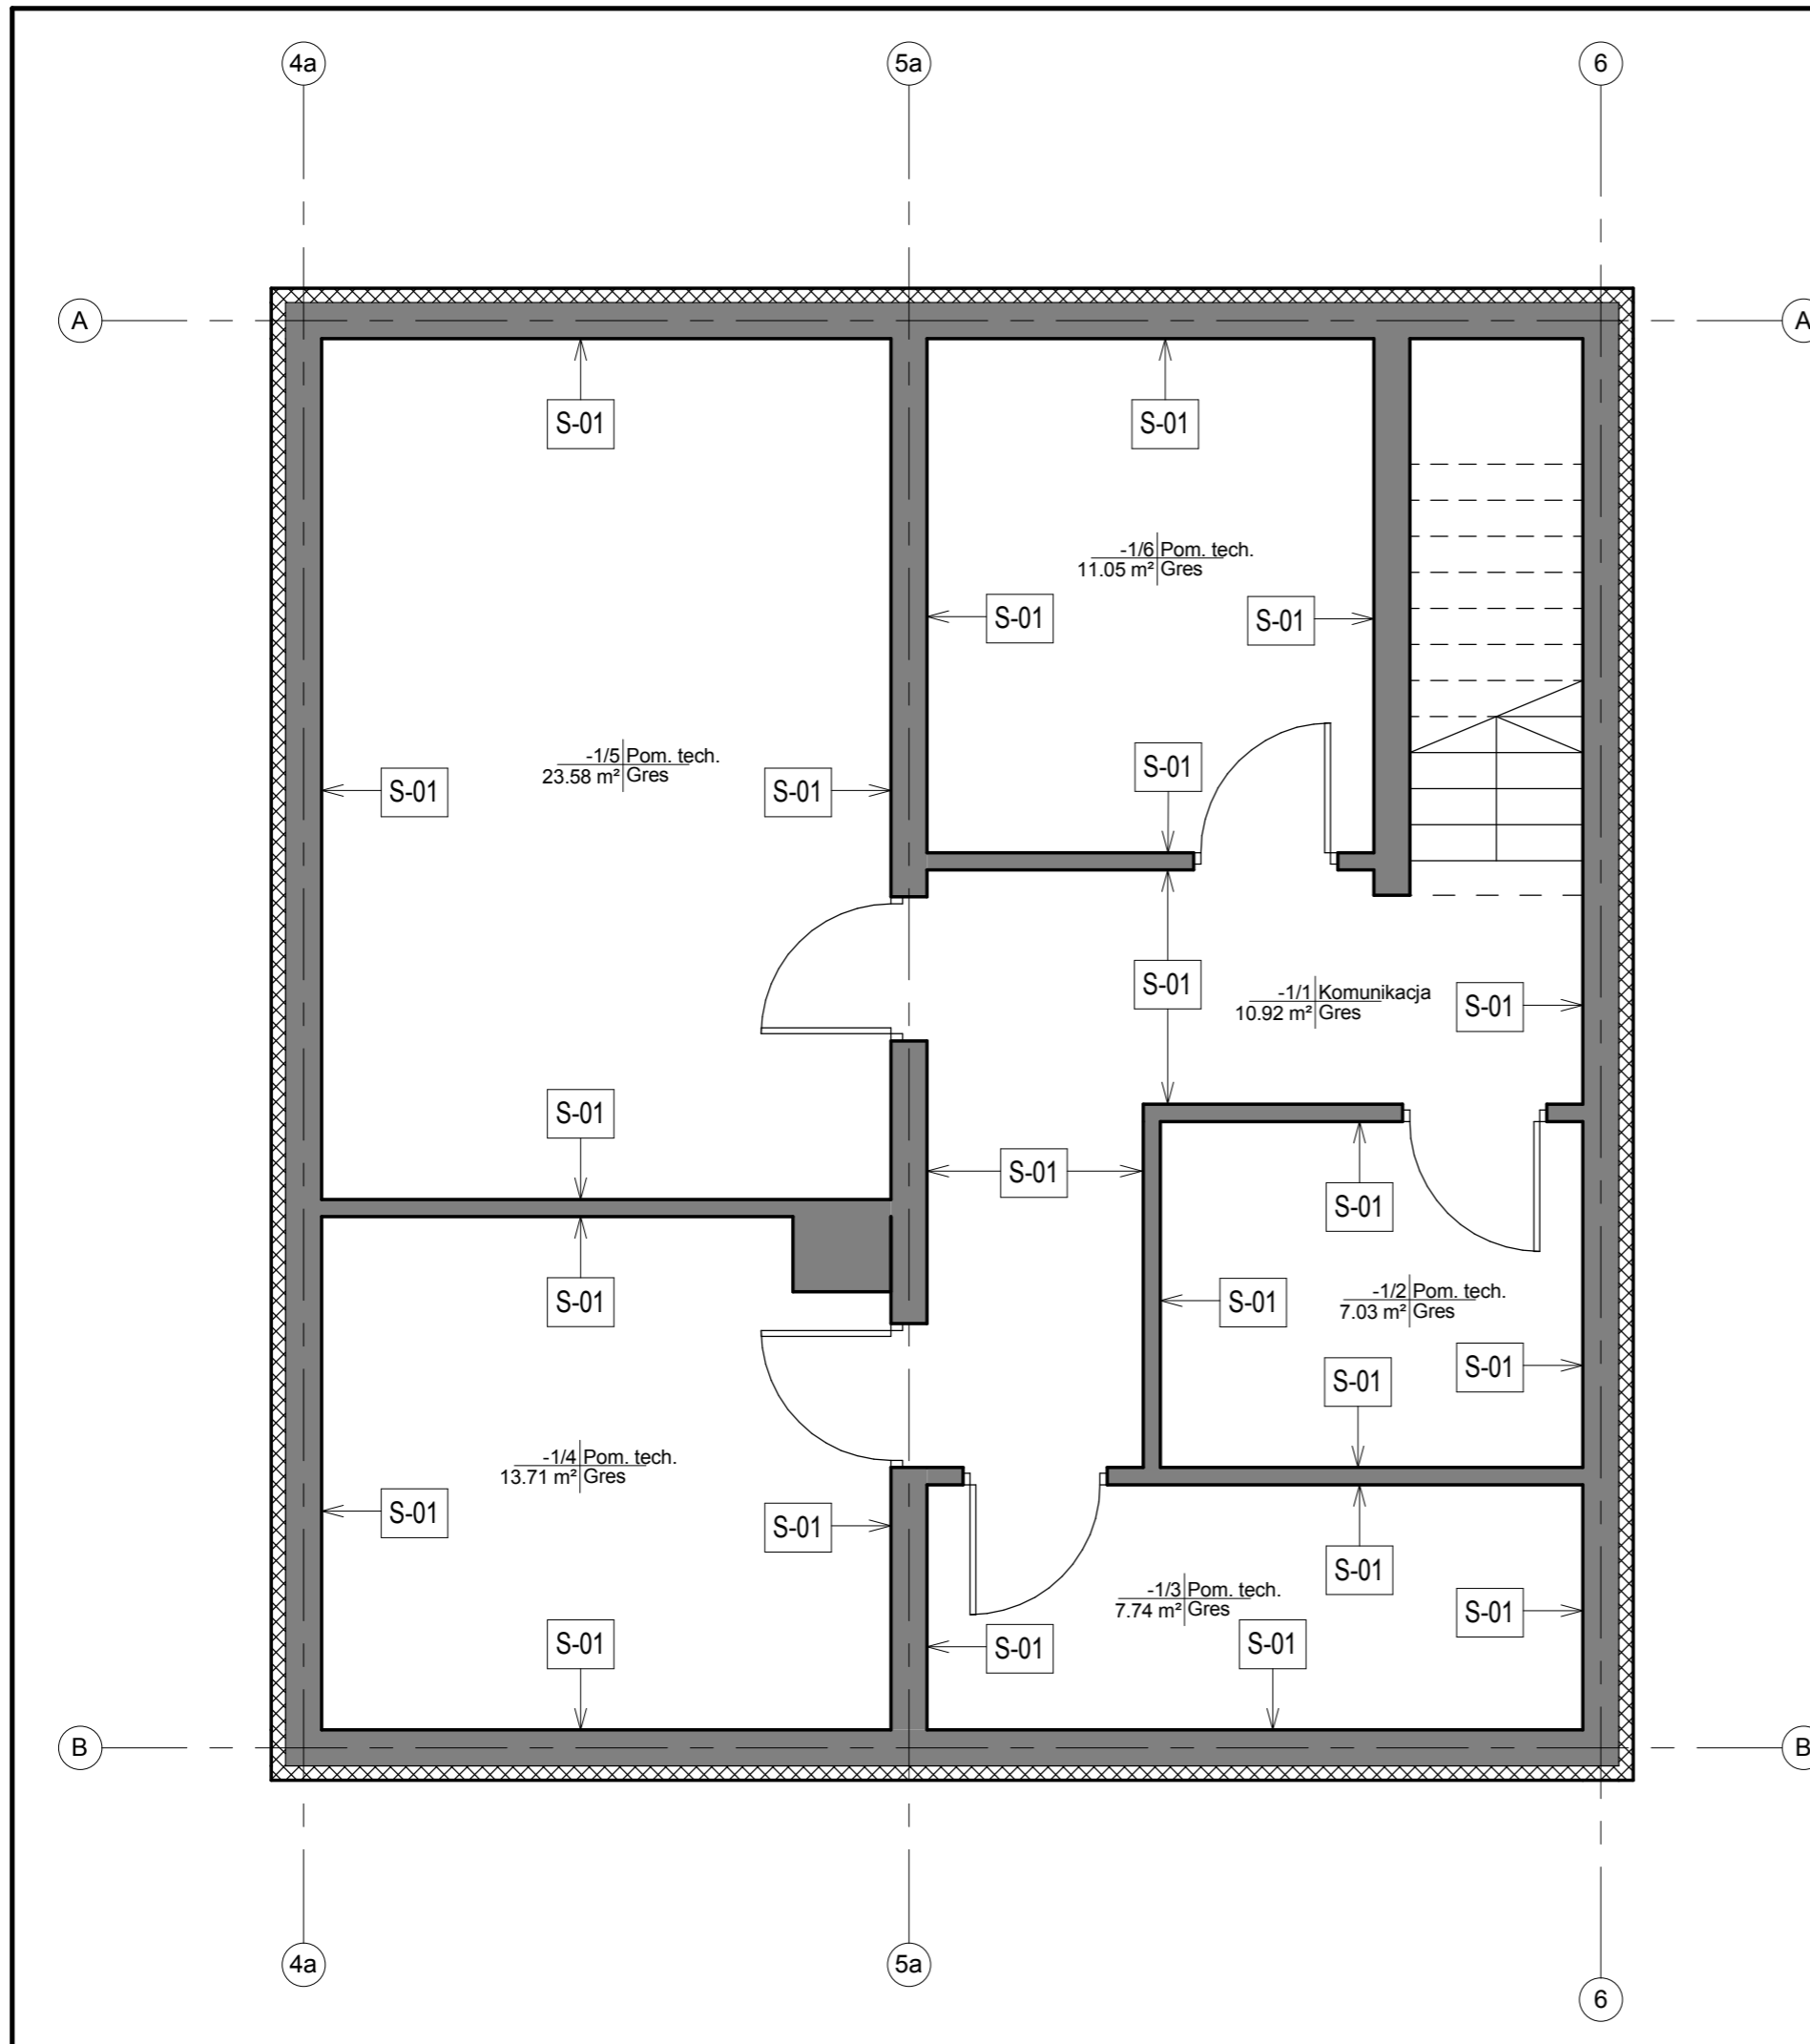 4a 5a 6
A A
S-01 S-01
-1/6 Pom. tech.
11.05 m² Gres
S-01 S-01
-1/5 Pom. tech.
23.58 m² Gres
S-01 S-01 S-01
S-01
-1/1 Komunikacja
10.92 m² Gres
S-01
S-01
S-01 S-01
S-01
-1/2 Pom. tech.
7.03 m² Gres
S-01
S-01 S-01
-1/4 Pom. tech.
13.71 m² Gres
S-01 S-01
S-01
-1/3 Pom. tech.
7.74 m² Gres
S-01
S-01 S-01 S-01
B B
4a 5a 6